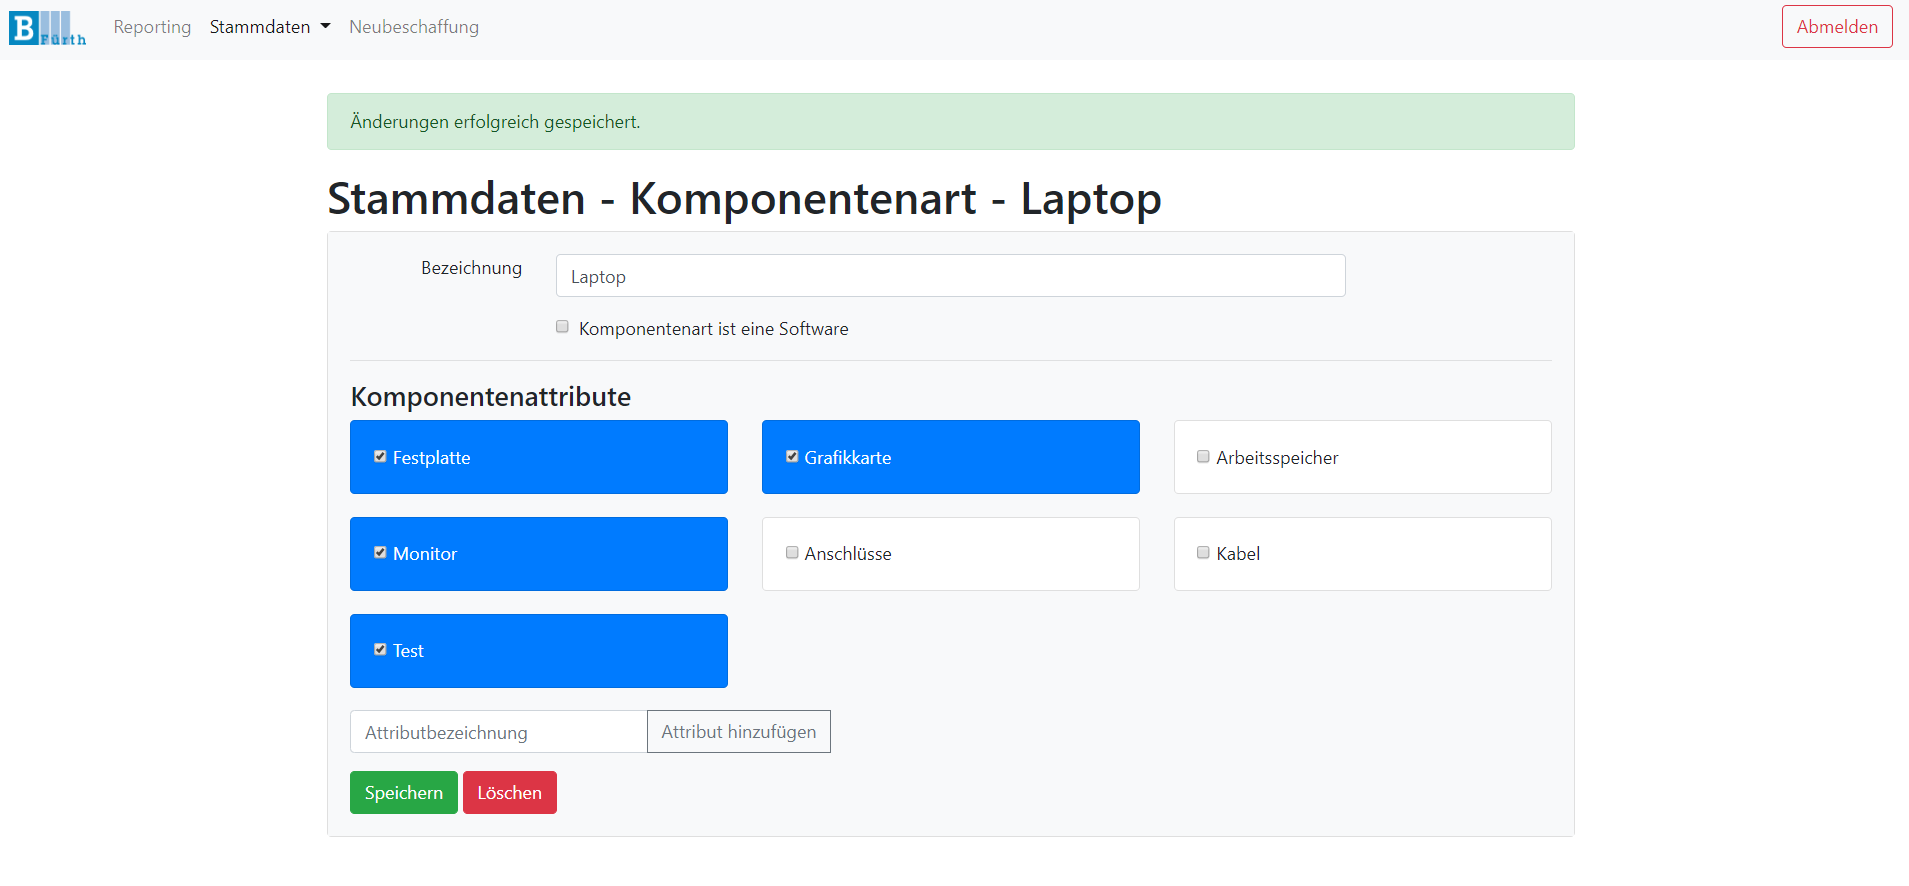 B Fürth
Reporting Stammdaten Neubeschaffung Abmelden
Änderungen erfolgreich gespeichert.
Stammdaten - Komponentenart - Laptop
Bezeichnung Laptop
Komponentenart ist eine Software
Komponentenattribute
Festplatte Grafikkarte Arbeitsspeicher
Monitor Anschlüsse Kabel
Test
Attributbezeichnung Attribut hinzufügen
Speichern Löschen